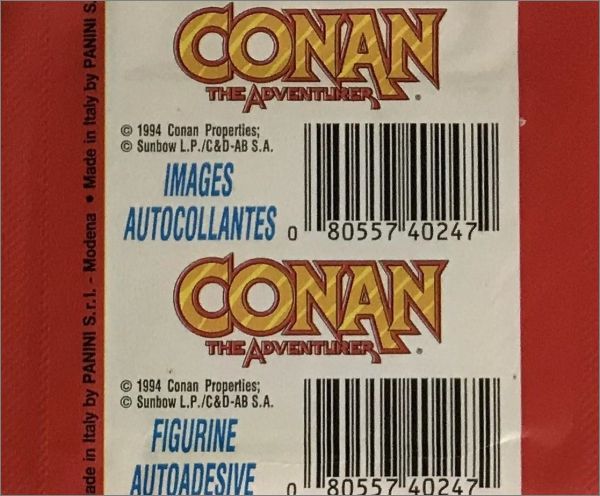 CONAN
THE ADVENTURER
© 1994 Conan Properties;
© Sunbow L.P./C&D-AB S.A.
IMAGES
AUTOCOLLANTES
0 80557 40247
CONAN
THE ADVENTURER
© 1994 Conan Properties;
© Sunbow L.P./C&D-AB S.A.
FIGURINE
AUTOADESIVE
0 80557 40247
ade in Italy by PANINI S.r.l. - Modena • Made in Italy by PANINI S.